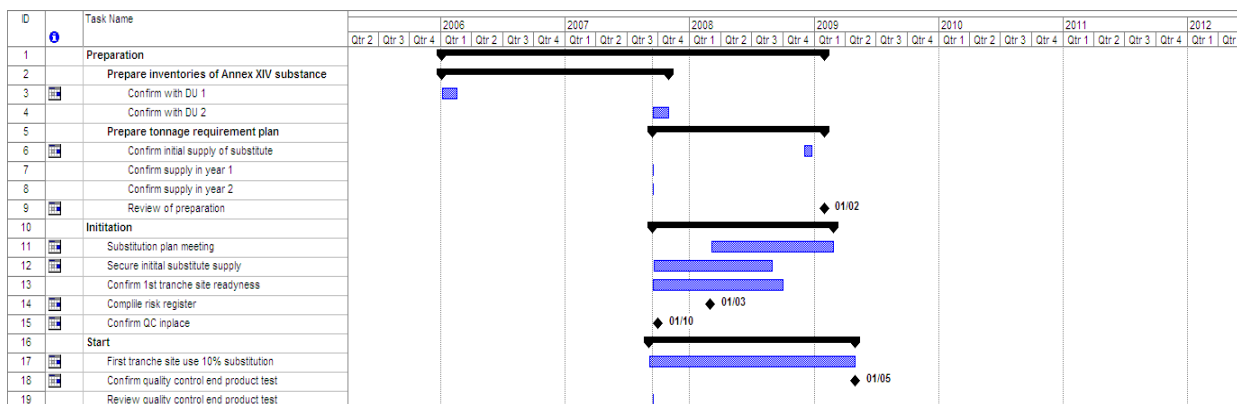 ID Task Name
2006 2007 2008 2009 2010 2011 2012
Qtr 2 Qtr 3 Qtr 4 Qtr 1 Qtr 2 Qtr 3 Qtr 4 Qtr 1 Qtr 2 Qtr 3 Qtr 4 Qtr 1 Qtr 2 Qtr 3 Qtr 4 Qtr 1 Qtr 2 Qtr 3 Qtr 4 Qtr 1 Qtr 2 Qtr 3 Qtr 4 Qtr 1 Qtr 2 Qtr 3 Qtr 4 Qtr 1 Qtr
1 Preparation
2 Prepare inventories of Annex XIV substance
3 Confirm with DU 1
4 Confirm with DU 2
5 Prepare tonnage requirement plan
6 Confirm initial supply of substitute
7 Confirm supply in year 1
8 Confirm supply in year 2
9 Review of preparation 01/02
10 Inititation
11 Substitution plan meeting
12 Secure initital substitute supply
13 Confirm 1st tranche site readyness
14 Complile risk register 01/03
15 Confirm QC inplace 01/10
16 Start
17 First tranche site use 10% substitution
18 Confirm quality control end product test 01/05
19 Review quality control end product test